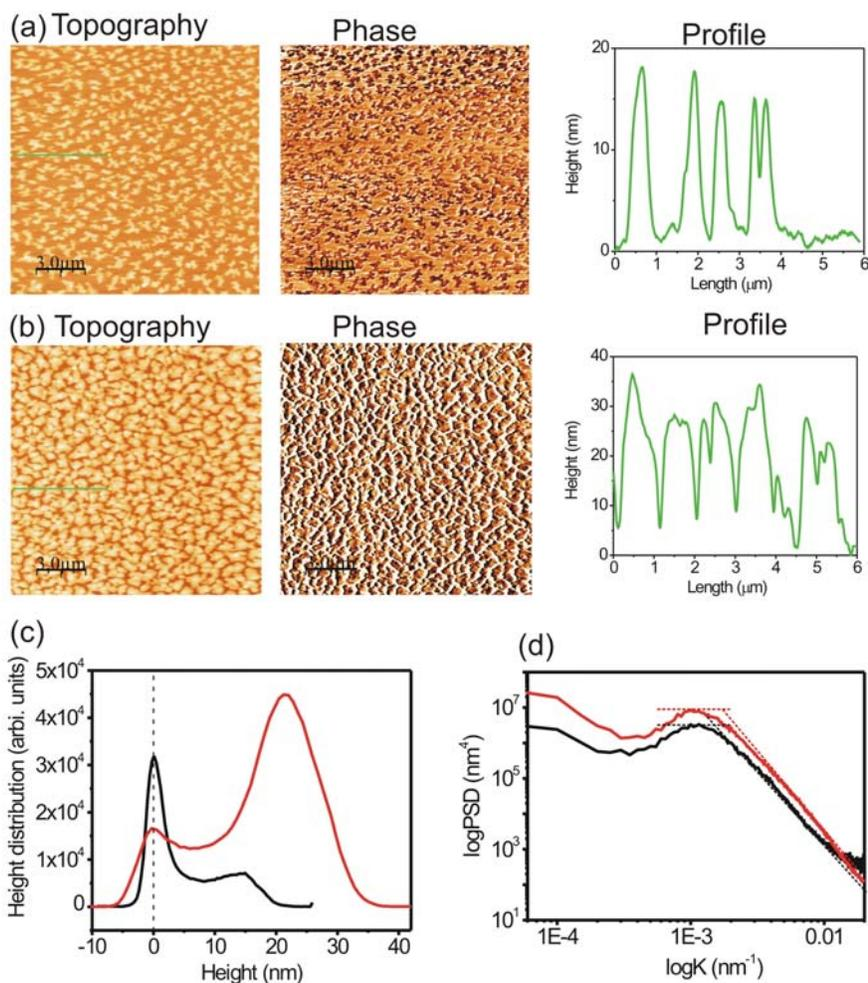 (a) Topography Phase Profile
3.0µm 3.0µm
20
10
0
Height (nm)
0 1 2 3 4 5 6
Length (µm)
(b) Topography Phase Profile
3.0µm
40
30
20
10
0
Height (nm)
0 1 2 3 4 5 6
Length (µm)
(c)
5x10⁴
4x10⁴
3x10⁴
2x10⁴
1x10⁴
0
Height distribution (arbi. units)
-10 0 10 20 30 40
Height (nm)
(d)
10⁷
10⁵
10³
10¹
logPSD (nm⁴)
1E-4 1E-3 0.01
logK (nm⁻¹)